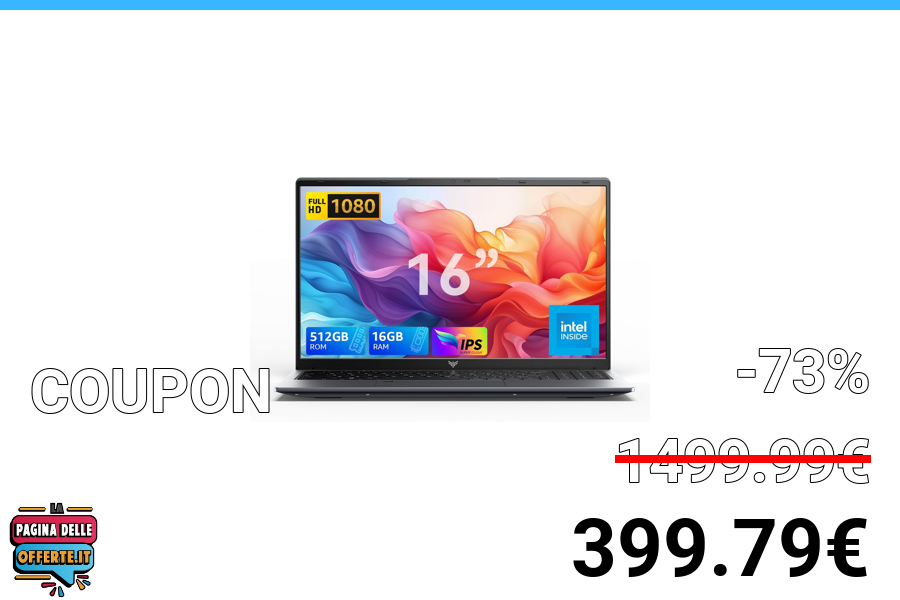 FULL HD 1080
16”
512GB
ROM
16GB
RAM
IPS
intel
INSIDE
COUPON
-73%
1499.99€
399.79€
LA
PAGINA DELLE
OFFERTE.IT